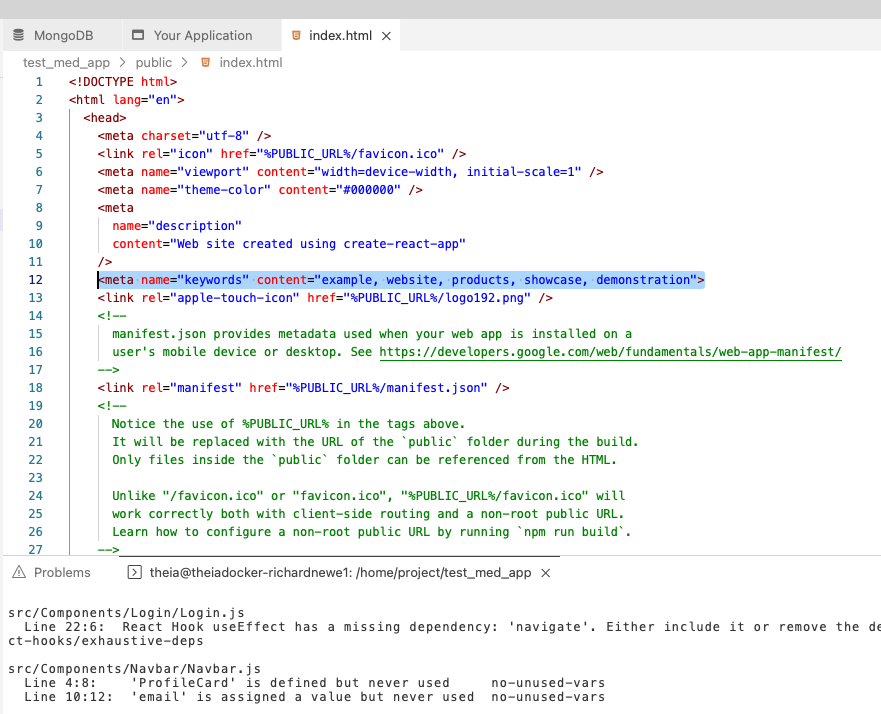 MongoDB Your Application index.html
test_med_app > public > index.html
1 <!DOCTYPE html>
2 <html lang="en">
3 <head>
4 <meta charset="utf-8" />
5 <link rel="icon" href="%PUBLIC_URL%/favicon.ico" />
6 <meta name="viewport" content="width=device-width, initial-scale=1" />
7 <meta name="theme-color" content="#000000" />
8 <meta
9 name="description"
10 content="Web site created using create-react-app"
11 />
12 <meta name="keywords" content="example, website, products, showcase, demonstration">
13 <link rel="apple-touch-icon" href="%PUBLIC_URL%/logo192.png" />
14 <!--
15 manifest.json provides metadata used when your web app is installed on a
16 user's mobile device or desktop. See https://developers.google.com/web/fundamentals/web-app-manifest/
17 -->
18 <link rel="manifest" href="%PUBLIC_URL%/manifest.json" />
19 <!--
20 Notice the use of %PUBLIC_URL% in the tags above.
21 It will be replaced with the URL of the `public` folder during the build.
22 Only files inside the `public` folder can be referenced from the HTML.
23
24 Unlike "/favicon.ico" or "favicon.ico", "%PUBLIC_URL%/favicon.ico" will
25 work correctly both with client-side routing and a non-root public URL.
26 Learn how to configure a non-root public URL by running `npm run build`.
27 -->
Problems theia@theiadocker-richardnewe1: /home/project/test_med_app
src/Components/Login/Login.js
Line 22:6: React Hook useEffect has a missing dependency: 'navigate'. Either include it or remove the de
ct-hooks/exhaustive-deps
src/Components/Navbar/Navbar.js
Line 4:8: 'ProfileCard' is defined but never used no-unused-vars
Line 10:12: 'email' is assigned a value but never used no-unused-vars